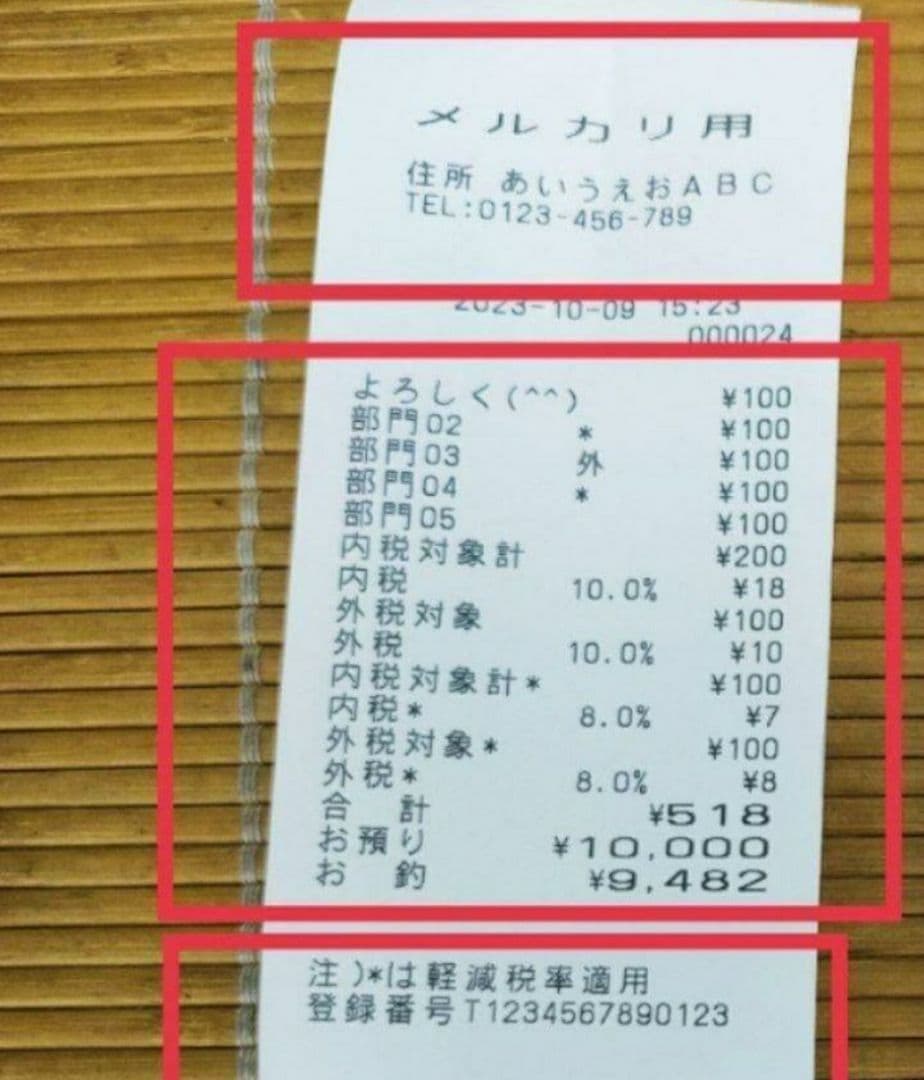 メルカリ用
住所 あいうえおABC
TEL:0123-456-789
2023-10-09 15:23
000024
よろしく(^^) ¥100
部門02 * ¥100
部門03 外 ¥100
部門04 * ¥100
部門05 ¥100
内税対象計 ¥200
内税 10.0% ¥18
外税対象 ¥100
外税 10.0% ¥10
内税対象計* ¥100
内税* 8.0% ¥7
外税対象* ¥100
外税* 8.0% ¥8
合 計 ¥518
お預り ¥10,000
お 釣 ¥9,482
注)*は軽減税率適用
登録番号T1234567890123